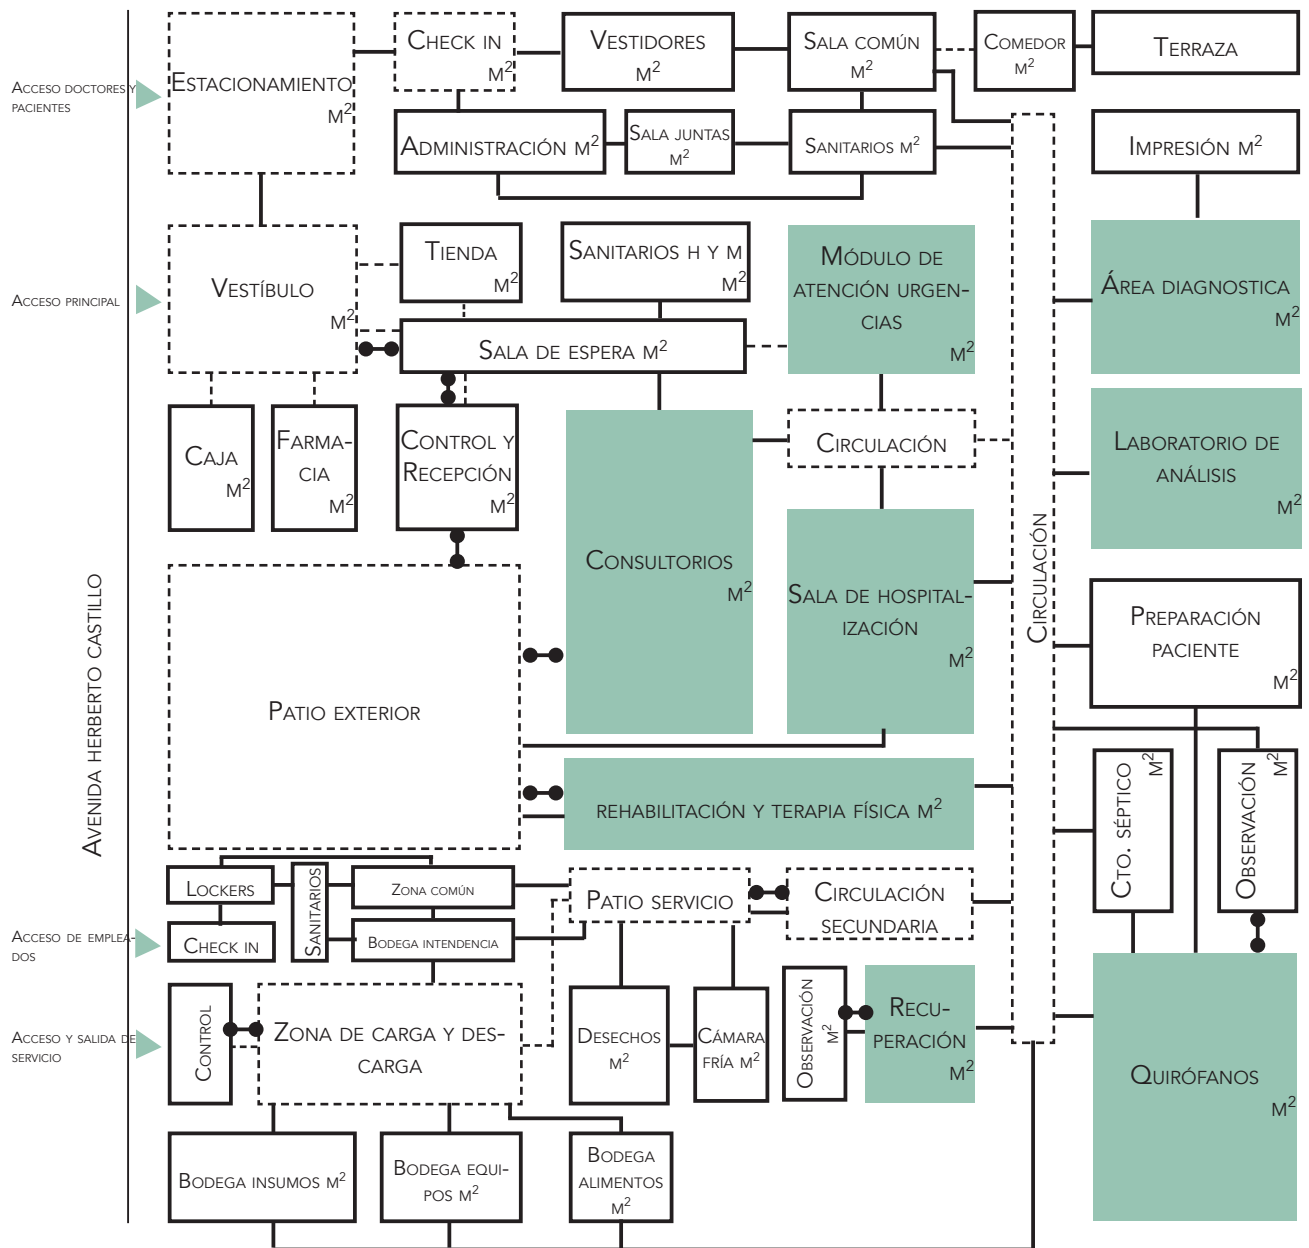 Acceso doctores y
pacientes
Estacionamiento
m²
Check in
m²
Vestidores
m²
Sala común
m²
Comedor
m²
Terraza
Administración m²
Sala juntas
m²
Sanitarios m²
Impresión m²
Acceso principal
Vestíbulo
m²
Tienda
m²
Sanitarios h y m
m²
Módulo de
atención urgen-
cias
m²
Área diagnostica
m²
Sala de espera m²
Caja
m²
Farma-
cia
m²
Control y
Recepción
m²
Circulación
Laboratorio de
análisis
m²
Consultorios
m²
Sala de hospital-
ización
m²
Circulación
Preparación
paciente
m²
Avenida herberto castillo
Patio exterior
rehabilitación y terapia física m²
Cto. séptico
m²
Observación
m²
Lockers
Sanitarios
Zona común
Patio servicio
Circulación
secundaria
Acceso de emplea-
dos
Check in
Bodega intendencia
Acceso y salida de
servicio
Control
Zona de carga y des-
carga
Desechos
m²
Cámara
fría m²
Observación
m²
Recu-
peración
m²
Quirófanos
m²
Bodega insumos m²
Bodega equi-
pos m²
Bodega
alimentos
m²